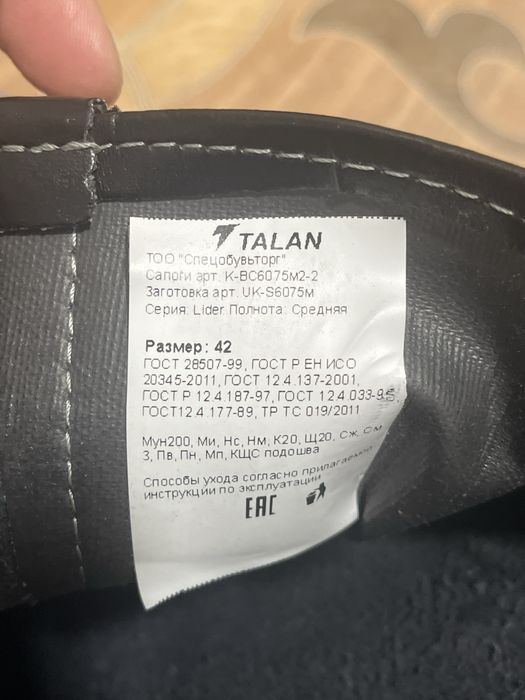 TALAN
ТОО "Спецобувьторг"
Сапоги арт. К-ВС6075м2-2
Заготовка арт. UK-S6075м
Серия: Lider Полнота: Средняя
Размер: 42
ГОСТ 28507-99, ГОСТ Р ЕН ИСО
20345-2011, ГОСТ 12.4.137-2001,
ГОСТ Р 12.4.187-97, ГОСТ 12.4.033-95,
ГОСТ12.4.177-89, ТР ТС 019/2011
Мун200, Ми, Нс, Нм, К20, Щ20, Сж, См
З, Пв, Пн, Мп, КЩС подошва
Способы ухода согласно прилагаемой
инструкции по эксплуатации
ЕАС